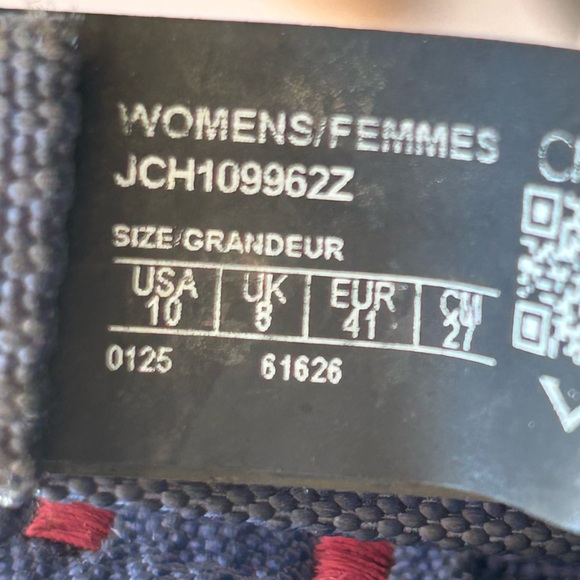 WOMENS/FEMMES
JCH109962Z
SIZE/GRANDEUR
USA UK EUR CM
10 8 41 27
0125 61626